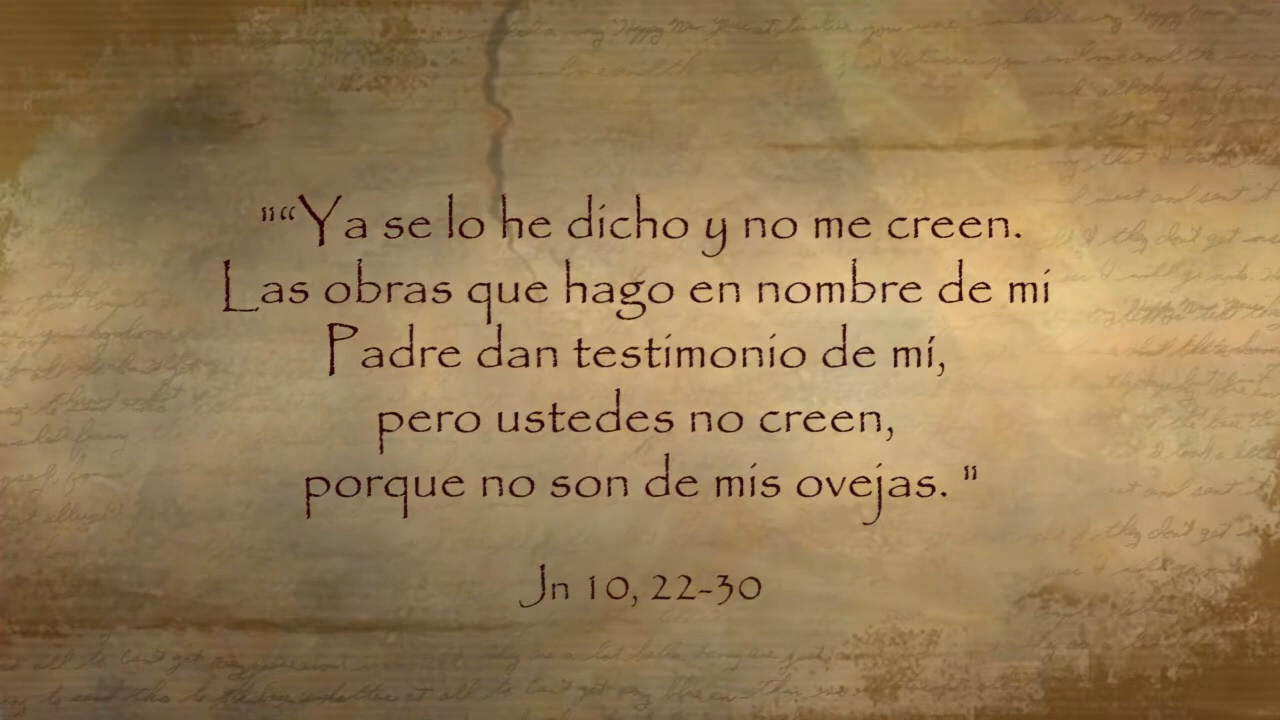 "“Ya se lo he dicho y no me creen.
Las obras que hago en nombre de mi
Padre dan testimonio de mí,
pero ustedes no creen,
porque no son de mis ovejas. "
Jn 10, 22-30